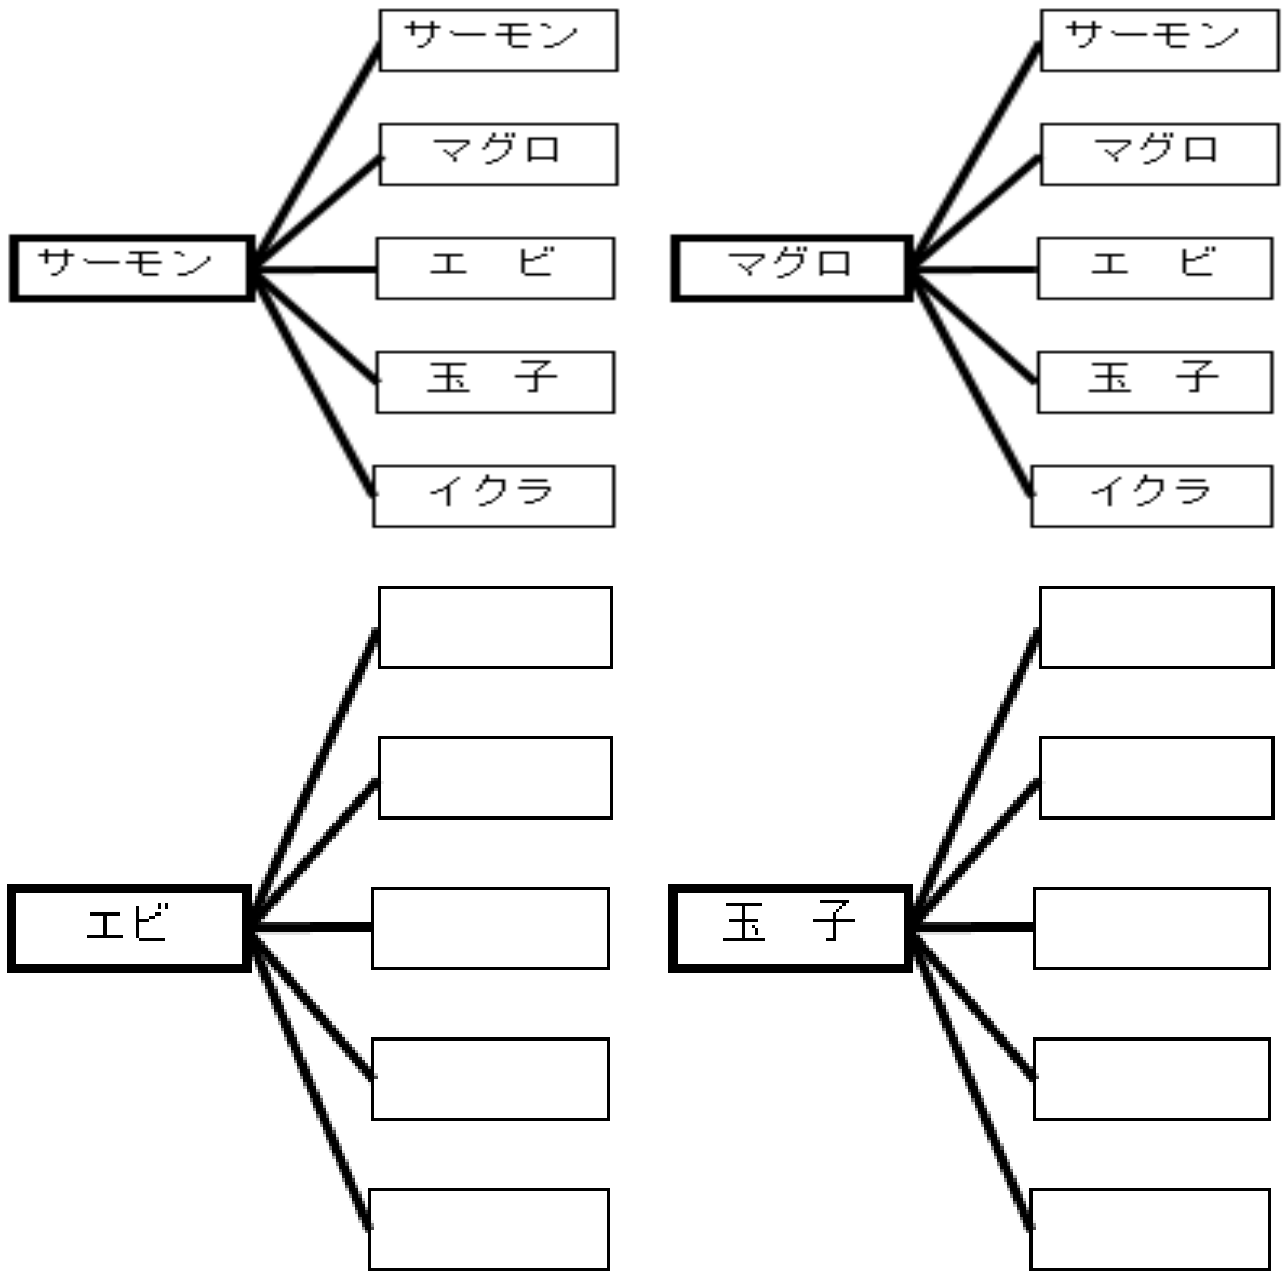 サーモン
マグロ
サーモン
エ　ビ
玉　子
イクラ
サーモン
マグロ
マグロ
エ　ビ
玉　子
イクラ
エビ
玉　子